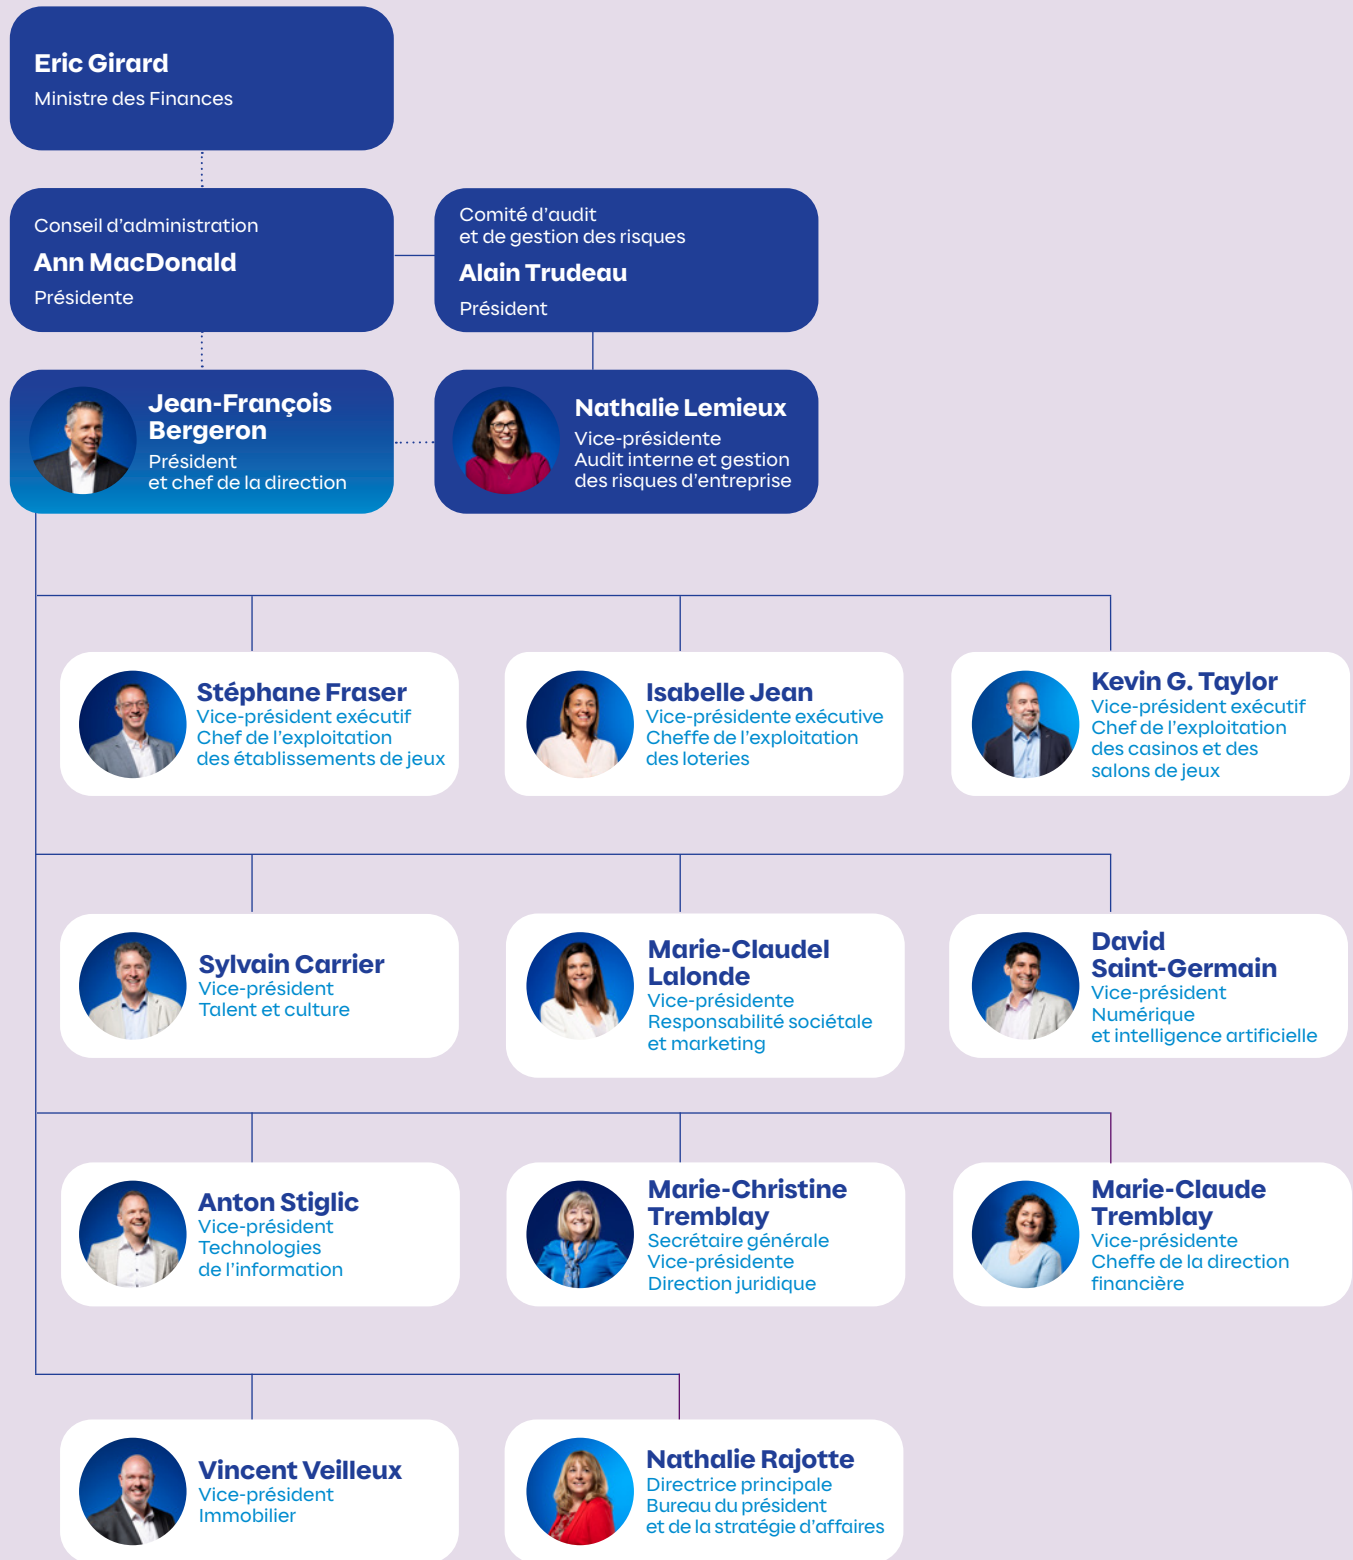 Eric Girard
Ministre des Finances
Conseil d’administration
Ann MacDonald
Présidente
Comité d’audit
et de gestion des risques
Alain Trudeau
Président
Jean-François
Bergeron
Président
et chef de la direction
Nathalie Lemieux
Vice-présidente
Audit interne et gestion
des risques d’entreprise
Stéphane Fraser
Vice-président exécutif
Chef de l’exploitation
des établissements de jeux
Isabelle Jean
Vice-présidente exécutive
Cheffe de l’exploitation
des loteries
Kevin G. Taylor
Vice-président exécutif
Chef de l’exploitation
des casinos et des
salons de jeux
Sylvain Carrier
Vice-président
Talent et culture
Marie-Claudel
Lalonde
Vice-présidente
Responsabilité sociétale
et marketing
David
Saint-Germain
Vice-président
Numérique
et intelligence artificielle
Anton Stiglic
Vice-président
Technologies
de l’information
Marie-Christine
Tremblay
Secrétaire générale
Vice-présidente
Direction juridique
Marie-Claude
Tremblay
Vice-présidente
Cheffe de la direction
financière
Vincent Veilleux
Vice-président
Immobilier
Nathalie Rajotte
Directrice principale
Bureau du président
et de la stratégie d’affaires